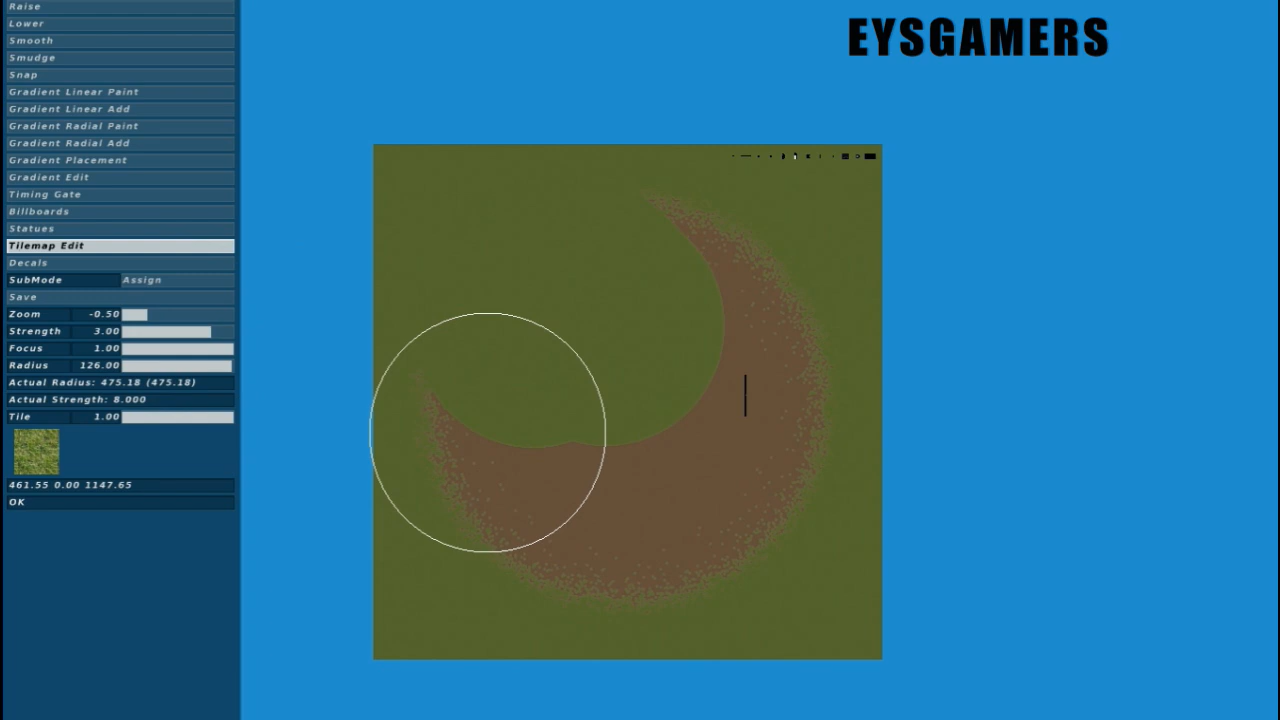 Raise
Lower
Smooth
Smudge
Snap
Gradient Linear Paint
Gradient Linear Add
Gradient Radial Paint
Gradient Radial Add
Gradient Placement
Gradient Edit
Timing Gate
Billboards
Statues
Tilemap Edit
Decals
SubMode Assign
Save
Zoom -0.50
Strength 3.00
Focus 1.00
Radius 126.00
Actual Radius: 475.18 (475.18)
Actual Strength: 8.000
Tile 1.00
461.55 0.00 1147.65
OK
EYSGAMERS